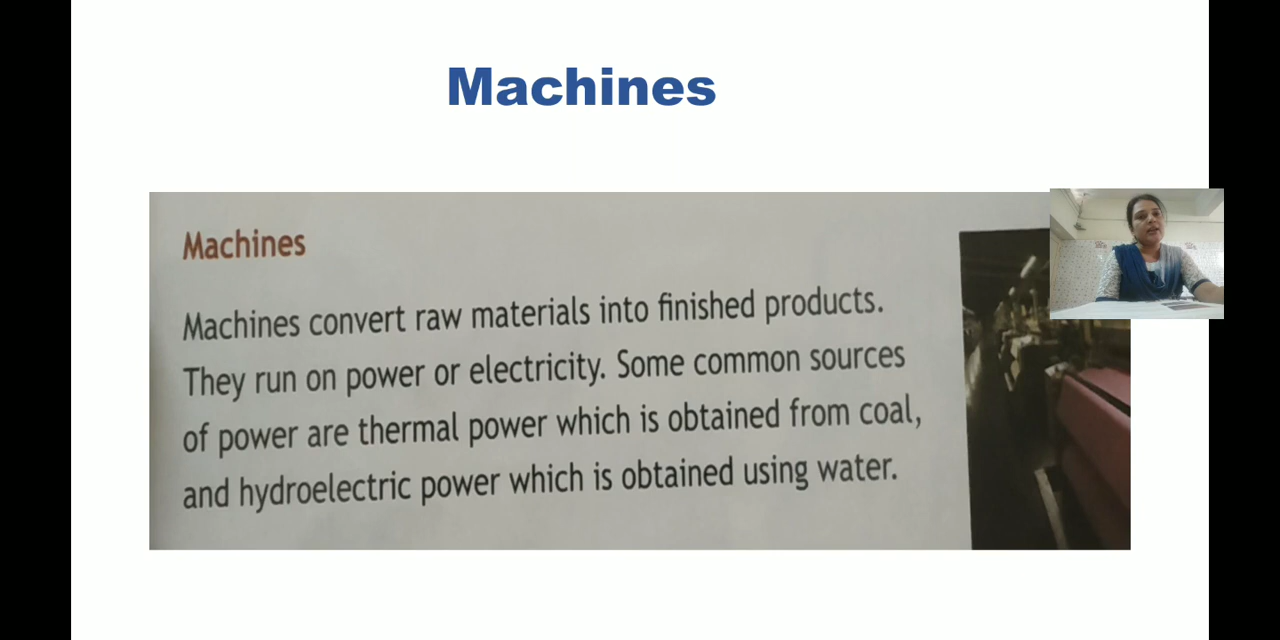 Machines
Machines
Machines convert raw materials into finished products.
They run on power or electricity. Some common sources
of power are thermal power which is obtained from coal,
and hydroelectric power which is obtained using water.